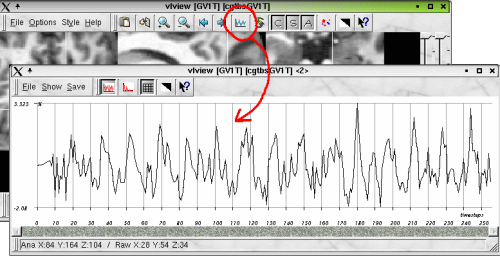 vlview [GV1T] [cgtbsGV1T]
File Options Style Help
C S A
vlview [GV1T] [cgtbsGV1T] <2>
File Show Save
3.323
N
-2.08
0 10 20 30 40 50 60 70 80 90 100 110 120 130 140 150 160 170 180 190 200 210 220 230 240 250
timesteps
Ana X:84 Y:164 Z:104 / Raw X:28 Y:54 Z:34